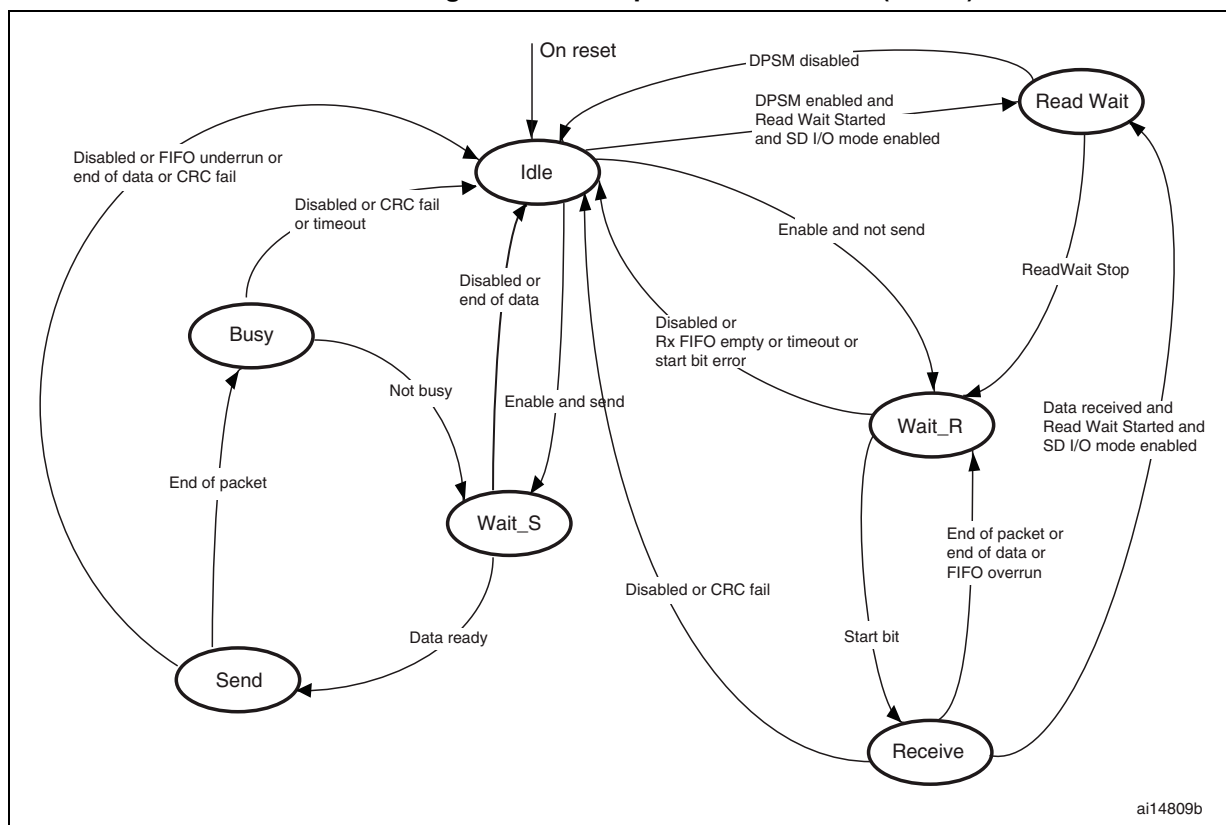 On reset
DPSM disabled
Read Wait
DPSM enabled and
Read Wait Started
and SD I/O mode enabled
Disabled or FIFO underrun or
end of data or CRC fail
Idle
Disabled or CRC fail
or timeout
Enable and not send
Disabled or
end of data
ReadWait Stop
Disabled or
Rx FIFO empty or timeout or
start bit error
Busy
Not busy
Enable and send
Wait_R
Data received and
Read Wait Started and
SD I/O mode enabled
End of packet
Wait_S
End of packet or
end of data or
FIFO overrun
Disabled or CRC fail
Data ready
Start bit
Send
Receive
ai14809b